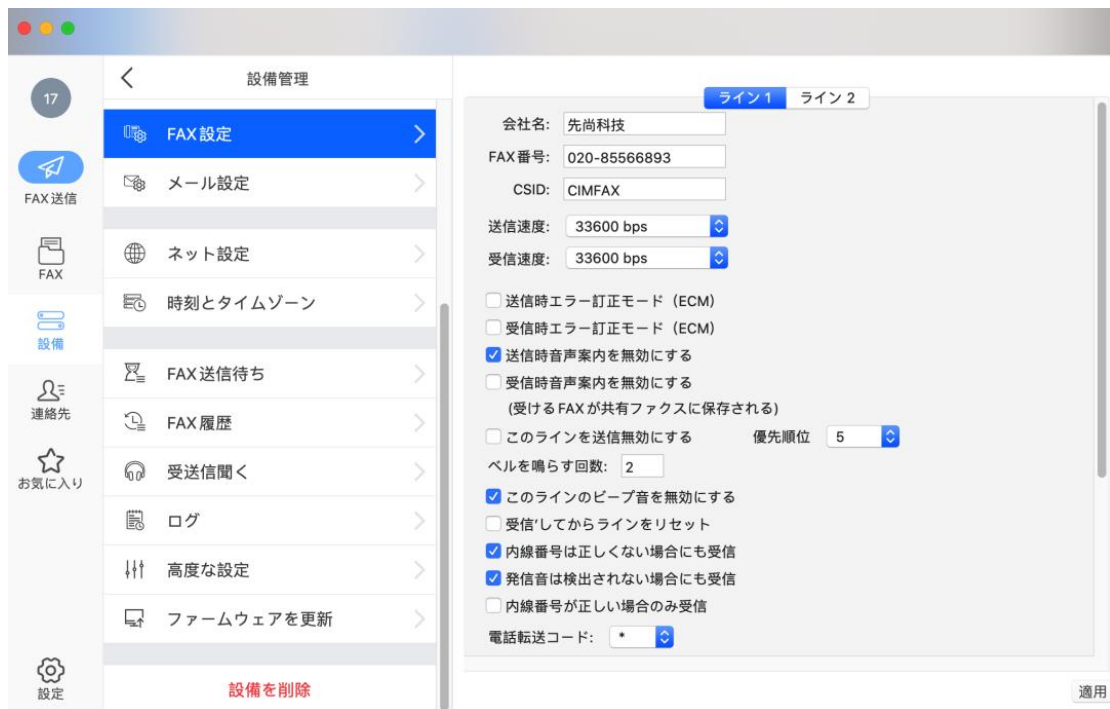 17
FAX送信
FAX
設備
連絡先
お気に入り
設定
設備管理
FAX設定
メール設定
ネット設定
時刻とタイムゾーン
FAX送信待ち
FAX履歴
受送信聞く
ログ
高度な設定
ファームウェアを更新
設備を削除
ライン1 ライン2
会社名: 先尚科技
FAX番号: 020-85566893
CSID: CIMFAX
送信速度: 33600 bps
受信速度: 33600 bps
送信時エラー訂正モード（ECM）
受信時エラー訂正モード（ECM）
送信時音声案内を無効にする
受信時音声案内を無効にする
(受けるFAXが共有ファクスに保存される)
このラインを送信無効にする 優先順位 5
ベルを鳴らす回数: 2
このラインのビープ音を無効にする
受信'してからラインをリセット
内線番号は正しくない場合にも受信
発信音は検出されない場合にも受信
内線番号が正しい場合のみ受信
電話転送コード: *
適用